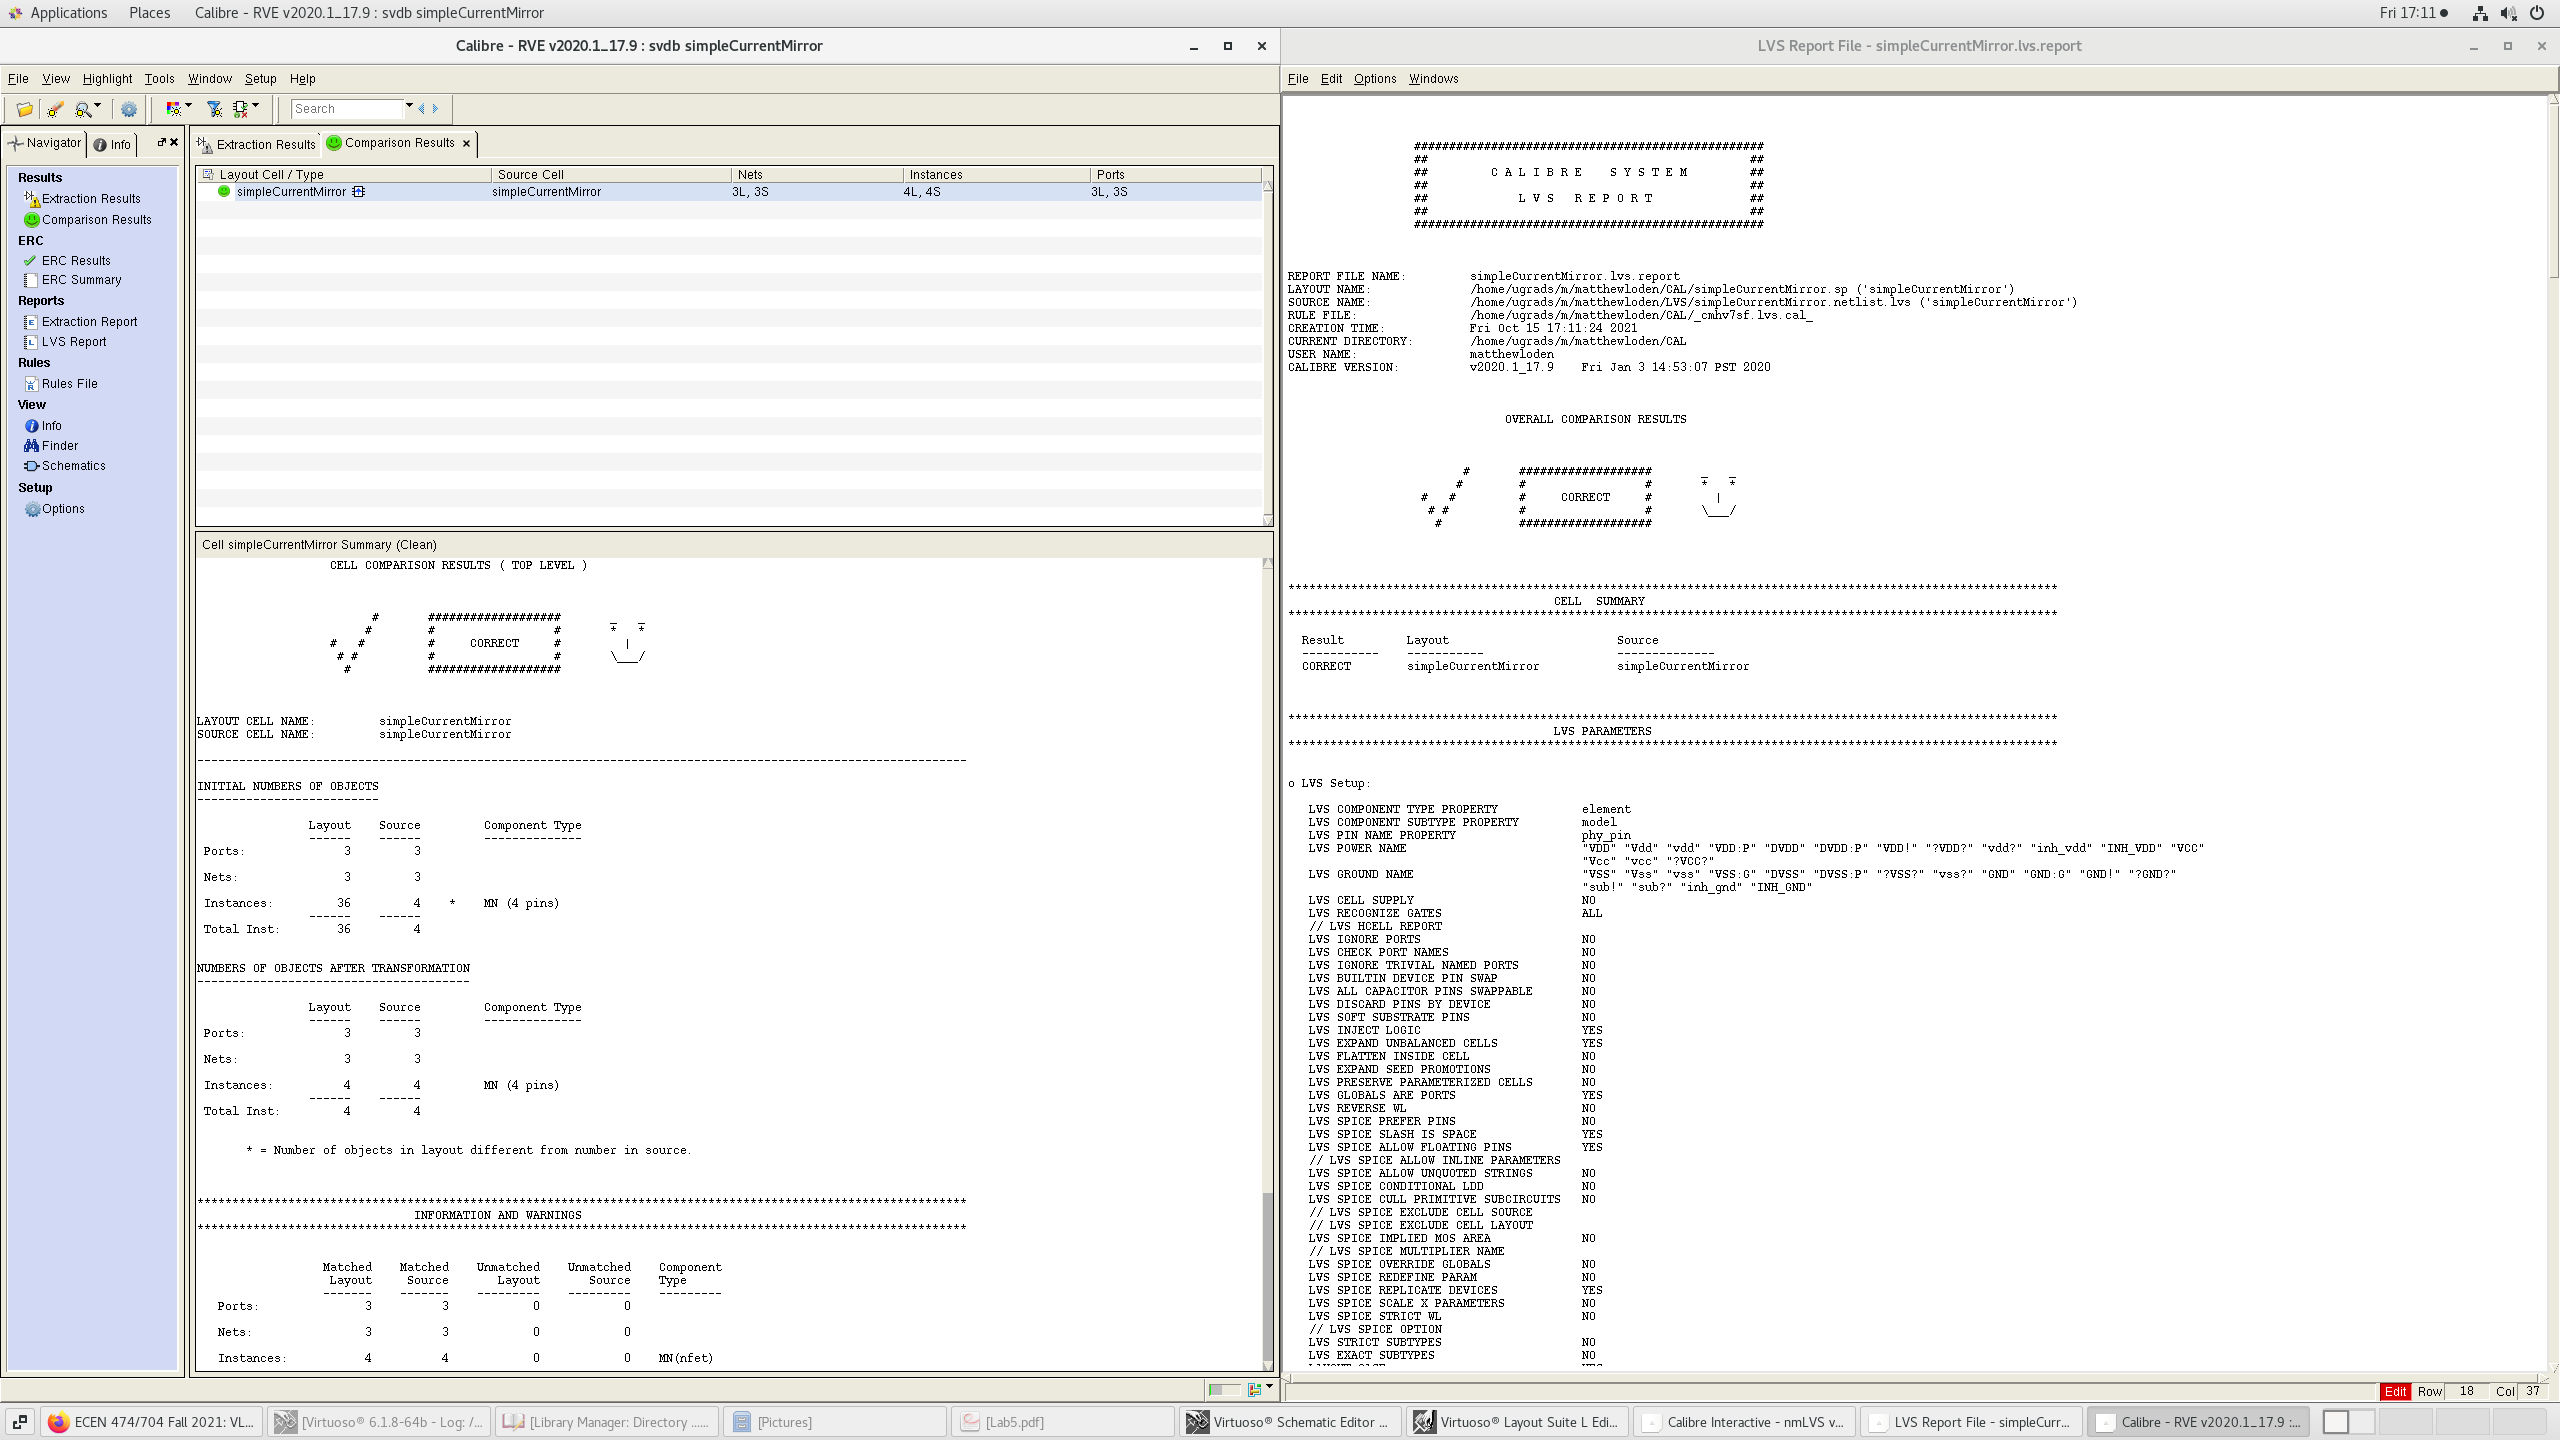 Applications Places Calibre - RVE v2020.1_17.9 : svdb simpleCurrentMirror Fri 17:11
Calibre - RVE v2020.1_17.9 : svdb simpleCurrentMirror
File View Highlight Tools Window Setup Help
Search
Navigator Info
Results
Extraction Results
Comparison Results
ERC
ERC Results
ERC Summary
Reports
Extraction Report
LVS Report
Rules
Rules File
View
Info
Finder
Schematics
Setup
Options
Extraction Results Comparison Results
Layout Cell / Type Source Cell Nets Instances Ports
simpleCurrentMirror simpleCurrentMirror 3L, 3S 4L, 4S 3L, 3S
Cell simpleCurrentMirror Summary (Clean)
CELL COMPARISON RESULTS ( TOP LEVEL )
# ###################
# # # * *
# # # CORRECT # |
# # # # \___/
# ###################
LAYOUT CELL NAME: simpleCurrentMirror
SOURCE CELL NAME: simpleCurrentMirror
INITIAL NUMBERS OF OBJECTS
Layout Source Component Type
Ports: 3 3
Nets: 3 3
Instances: 36 4 * MN (4 pins)
Total Inst: 36 4
NUMBERS OF OBJECTS AFTER TRANSFORMATION
Layout Source Component Type
Ports: 3 3
Nets: 3 3
Instances: 4 4 MN (4 pins)
Total Inst: 4 4
* = Number of objects in layout different from number in source.
INFORMATION AND WARNINGS
Matched Matched Unmatched Unmatched Component
Layout Source Layout Source Type
Ports: 3 3 0 0
Nets: 3 3 0 0
Instances: 4 4 0 0 MN(nfet)
LVS Report File - simpleCurrentMirror.lvs.report
File Edit Options Windows
##################################################
## ##
## C A L I B R E S Y S T E M ##
## ##
## L V S R E P O R T ##
## ##
##################################################
REPORT FILE NAME: simpleCurrentMirror.lvs.report
LAYOUT NAME: /home/ugrads/m/matthewloden/CAL/simpleCurrentMirror.sp ('simpleCurrentMirror')
SOURCE NAME: /home/ugrads/m/matthewloden/LVS/simpleCurrentMirror.netlist.lvs ('simpleCurrentMirror')
RULE FILE: /home/ugrads/m/matthewloden/CAL/_cmhv7sf.lvs.cal_
CREATION TIME: Fri Oct 15 17:11:24 2021
CURRENT DIRECTORY: /home/ugrads/m/matthewloden/CAL
USER NAME: matthewloden
CALIBRE VERSION: v2020.1_17.9 Fri Jan 3 14:53:07 PST 2020
OVERALL COMPARISON RESULTS
# ###################
# # # * *
# # # CORRECT # |
# # # # \___/
# ###################
CELL SUMMARY
Result Layout Source
CORRECT simpleCurrentMirror simpleCurrentMirror
LVS PARAMETERS
o LVS Setup:
LVS COMPONENT TYPE PROPERTY element
LVS COMPONENT SUBTYPE PROPERTY model
LVS PIN NAME PROPERTY phy_pin
LVS POWER NAME "VDD" "Vdd" "vdd" "VDD:P" "DVDD" "DVDD:P" "VDD!" "?VDD?" "vdd?" "inh_vdd" "INH_VDD" "VCC"
"Vcc" "vcc" "?VCC?"
LVS GROUND NAME "VSS" "Vss" "vss" "VSS:G" "DVSS" "DVSS:P" "?VSS?" "vss?" "GND" "GND:G" "GND!" "?GND?"
"sub!" "sub?" "inh_gnd" "INH_GND"
LVS CELL SUPPLY NO
LVS RECOGNIZE GATES ALL
// LVS HCELL REPORT
LVS IGNORE PORTS NO
LVS CHECK PORT NAMES NO
LVS IGNORE TRIVIAL NAMED PORTS NO
LVS BUILTIN DEVICE PIN SWAP NO
LVS ALL CAPACITOR PINS SWAPPABLE NO
LVS DISCARD PINS BY DEVICE NO
LVS SOFT SUBSTRATE PINS NO
LVS INJECT LOGIC YES
LVS EXPAND UNBALANCED CELLS YES
LVS FLATTEN INSIDE CELL NO
LVS EXPAND SEED PROMOTIONS NO
LVS PRESERVE PARAMETERIZED CELLS NO
LVS GLOBALS ARE PORTS YES
LVS REVERSE WL NO
LVS SPICE PREFER PINS NO
LVS SPICE SLASH IS SPACE YES
LVS SPICE ALLOW FLOATING PINS YES
// LVS SPICE ALLOW INLINE PARAMETERS
LVS SPICE ALLOW UNQUOTED STRINGS NO
LVS SPICE CONDITIONAL LDD NO
LVS SPICE CULL PRIMITIVE SUBCIRCUITS NO
// LVS SPICE EXCLUDE CELL SOURCE
// LVS SPICE EXCLUDE CELL LAYOUT
LVS SPICE IMPLIED MOS AREA NO
// LVS SPICE MULTIPLIER NAME
LVS SPICE OVERRIDE GLOBALS NO
LVS SPICE REDEFINE PARAM NO
LVS SPICE REPLICATE DEVICES YES
LVS SPICE SCALE X PARAMETERS NO
LVS SPICE STRICT WL NO
// LVS SPICE OPTION
LVS STRICT SUBTYPES NO
LVS EXACT SUBTYPES NO
Edit Row 18 Col 37
ECEN 474/704 Fall 2021: VL... [Virtuoso® 6.1.8-64b - Log: /... [Library Manager: Directory ...... [Pictures] [Lab5.pdf] Virtuoso® Schematic Editor ... Virtuoso® Layout Suite L Edi... Calibre Interactive - nmLVS v... LVS Report File - simpleCurr... Calibre - RVE v2020.1_17.9 :...